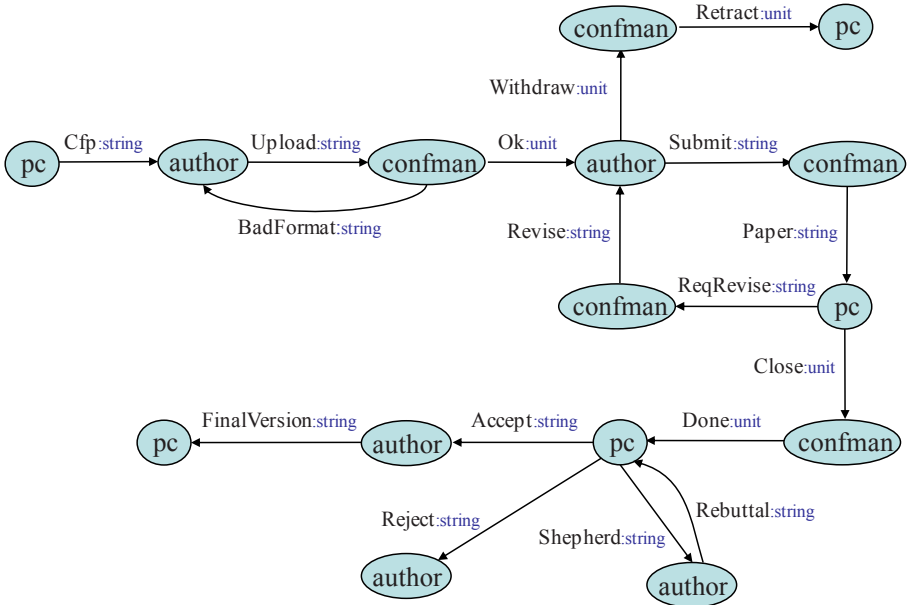 Retract:unit
confman
pc
Withdraw:unit
Cfp:string
Upload:string
Ok:unit
Submit:string
pc
author
confman
author
confman
BadFormat:string
Revise:string
Paper:string
ReqRevise:string
confman
pc
Close:unit
FinalVersion:string
Accept:string
Done:unit
pc
author
pc
confman
Reject:string
Shepherd:string
Rebuttal:string
author
author